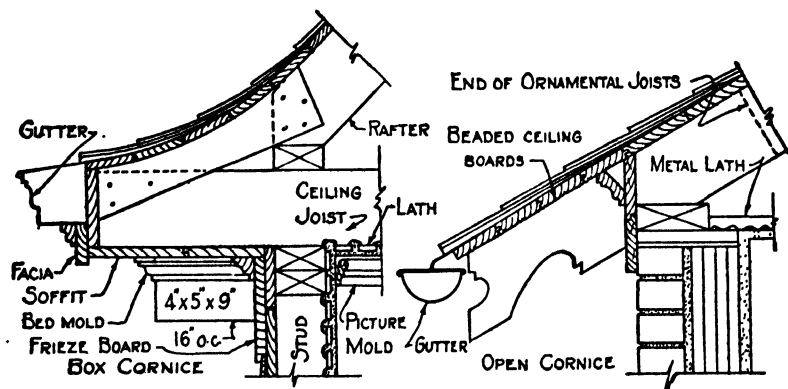 GUTTER
RAFTER
CEILING
JOIST
LATH
FACIA
SOFFIT
BED MOLD
4"x5"x9"
16" O.C.
FRIEZE BOARD
BOX CORNICE
STUD
PICTURE
MOLD
GUTTER
END OF ORNAMENTAL JOISTS
BEADED CEILING
BOARDS
METAL LATH
OPEN CORNICE